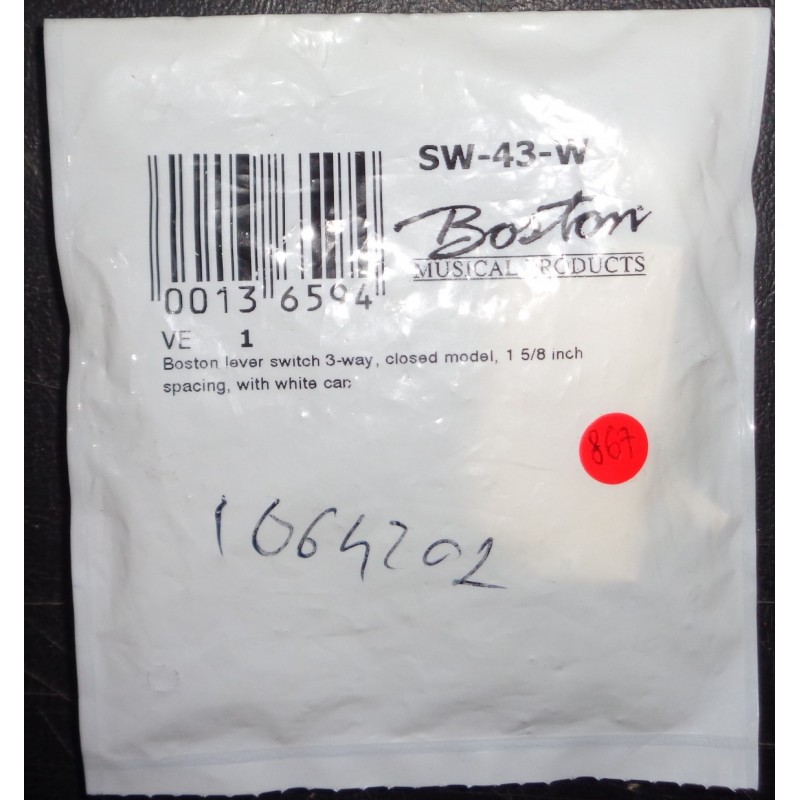 SW-43-W
Boston
MUSICAL PRODUCTS
0013 6594
VE 1
Boston lever switch 3-way, closed model, 1 5/8 inch
spacing, with white cap
867
1064202